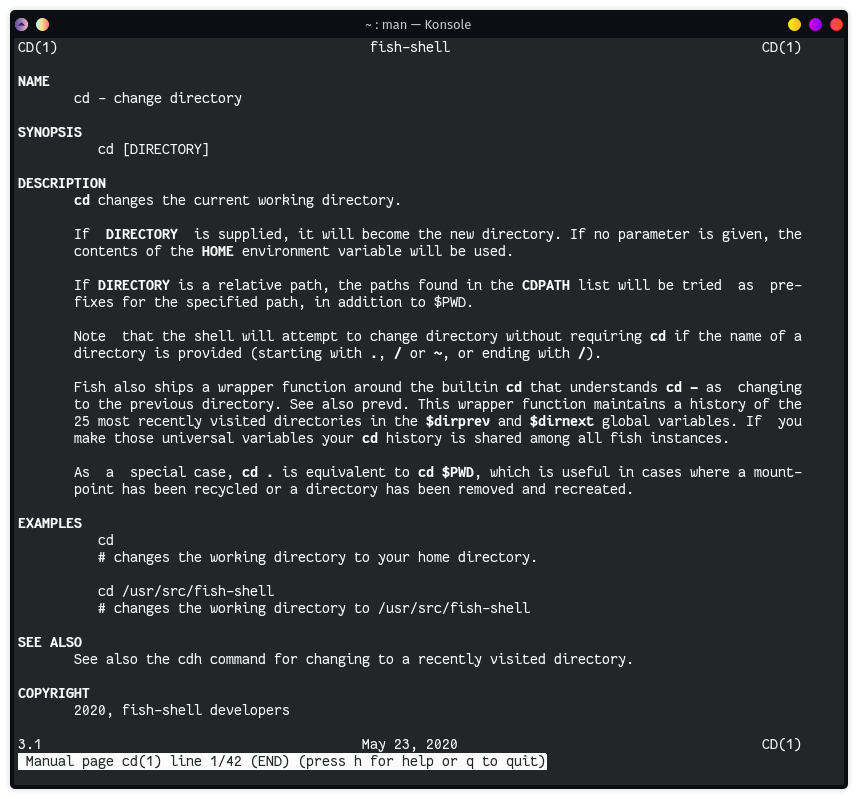 ~ : man — Konsole
CD(1) fish-shell CD(1)
NAME
cd - change directory
SYNOPSIS
cd [DIRECTORY]
DESCRIPTION
cd changes the current working directory.
If  DIRECTORY  is supplied, it will become the new directory. If no parameter is given, the
contents of the HOME environment variable will be used.
If DIRECTORY is a relative path, the paths found in the CDPATH list will be tried  as  pre-
fixes for the specified path, in addition to $PWD.
Note  that the shell will attempt to change directory without requiring cd if the name of a
directory is provided (starting with ., / or ~, or ending with /).
Fish also ships a wrapper function around the builtin cd that understands cd - as  changing
to the previous directory. See also prevd. This wrapper function maintains a history of the
25 most recently visited directories in the $dirprev and $dirnext global variables. If  you
make those universal variables your cd history is shared among all fish instances.
As  a  special case, cd . is equivalent to cd $PWD, which is useful in cases where a mount-
point has been recycled or a directory has been removed and recreated.
EXAMPLES
cd
# changes the working directory to your home directory.
cd /usr/src/fish-shell
# changes the working directory to /usr/src/fish-shell
SEE ALSO
See also the cdh command for changing to a recently visited directory.
COPYRIGHT
2020, fish-shell developers
3.1 May 23, 2020 CD(1)
Manual page cd(1) line 1/42 (END) (press h for help or q to quit)